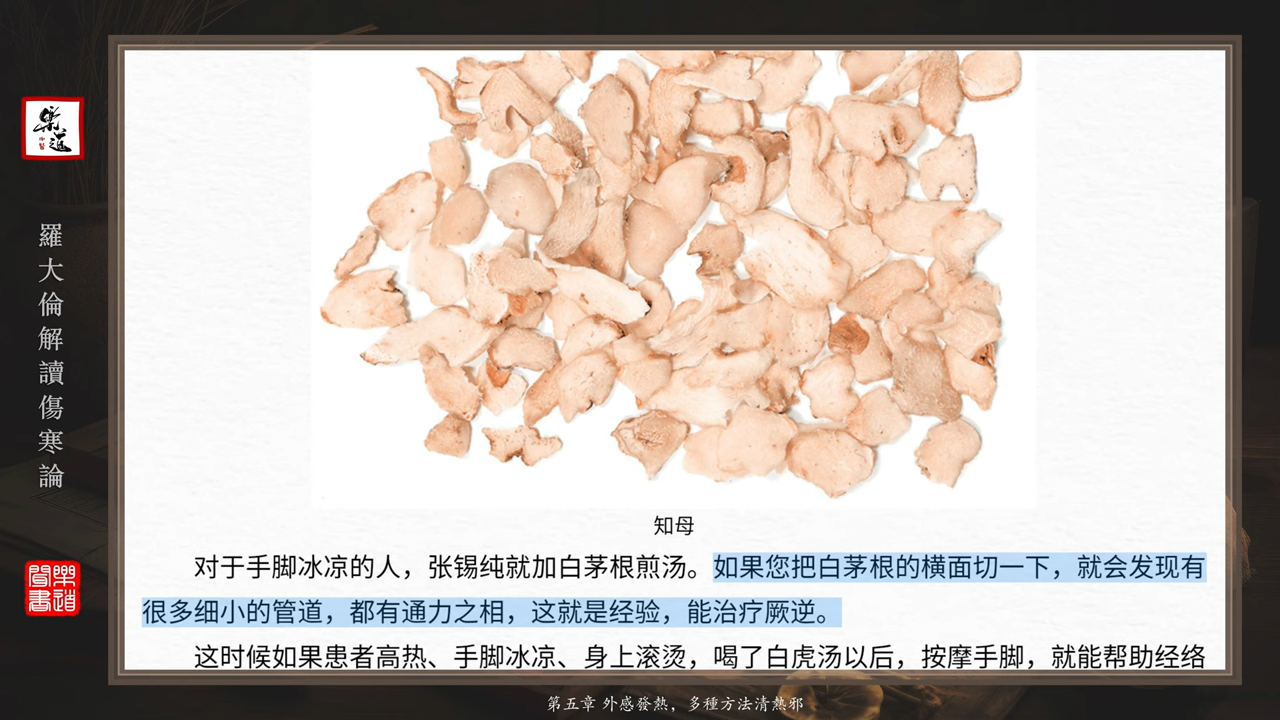 樂道
羅大倫解讀傷寒論
樂道閱書
知母
对于手脚冰凉的人，张锡纯就加白茅根煎汤。如果您把白茅根的横面切一下，就会发现有
很多细小的管道，都有通力之相，这就是经验，能治疗厥逆。
这时候如果患者高热、手脚冰凉、身上滚烫，喝了白虎汤以后，按摩手脚，就能帮助经络
第五章 外感發熱，多種方法清熱邪